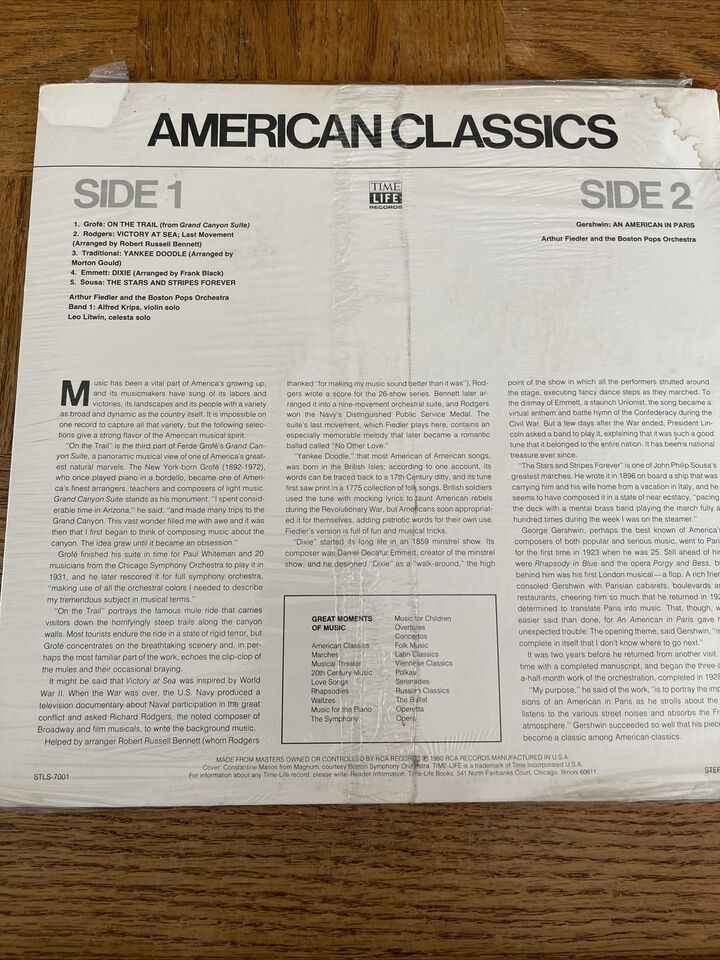 AMERICAN CLASSICS
SIDE 1
1. Grofé: ON THE TRAIL (from Grand Canyon Suite)
2. Rodgers: VICTORY AT SEA; Last Movement
(Arranged by Robert Russell Bennett)
3. Traditional: YANKEE DOODLE (Arranged by
Morton Gould)
4. Emmett: DIXIE (Arranged by Frank Black)
5. Sousa: THE STARS AND STRIPES FOREVER
Arthur Fiedler and the Boston Pops Orchestra
Band 1: Alfred Krips, violin solo
Leo Litwin, celesta solo
TIME
LIFE
RECORDS
SIDE 2
Gershwin: AN AMERICAN IN PARIS
Arthur Fiedler and the Boston Pops Orchestra
Music has been a vital part of America's growing up,
and its musicmakers have sung of its labors and
victories, its landscapes and its people with a variety
as broad and dynamic as the country itself. It is impossible on
one record to capture all that variety, but the following selec-
tions give a strong flavor of the American musical spirit.
"On the Trail" is the third part of Ferde Grofé's Grand Can-
yon Suite, a panoramic musical view of one of America's great-
est natural marvels. The New York-born Grofé (1892-1972),
who once played piano in a bordello, became one of Ameri-
ca's finest arrangers, teachers and composers of light music.
Grand Canyon Suite stands as his monument. "I spent consid-
erable time in Arizona," he said, "and made many trips to the
Grand Canyon. This vast wonder filled me with awe and it was
then that I first began to think of composing music about the
canyon. The idea grew until it became an obsession."
Grofé finished his suite in time for Paul Whiteman and 20
musicians from the Chicago Symphony Orchestra to play it in
1931, and he later rescored it for full symphony orchestra,
"making use of all the orchestral colors I needed to describe
my tremendous subject in musical terms."
"On the Trail" portrays the famous mule ride that carries
visitors down the horrifyingly steep trails along the canyon
walls. Most tourists endure the ride in a state of rigid terror, but
Grofé concentrates on the breathtaking scenery and, in per-
haps the most familiar part of the work, echoes the clip-clop of
the mules and their occasional braying.
It might be said that Victory at Sea was inspired by World
War II. When the War was over, the U.S. Navy produced a
television documentary about Naval participation in the great
conflict and asked Richard Rodgers, the noted composer of
Broadway and film musicals, to write the background music.
Helped by arranger Robert Russell Bennett (whom Rodgers
thanked "for making my music sound better than it was"), Rod-
gers wrote a score for the 26-show series. Bennett later ar-
ranged it into a nine-movement orchestral suite, and Rodgers
won the Navy's Distinguished Public Service Medal. The
suite's last movement, which Fiedler plays here, contains an
especially memorable melody that later became a romantic
ballad called "No Other Love."
"Yankee Doodle," that most American of American songs,
was born in the British Isles; according to one account, its
words can be traced back to a 17th Century ditty, and its tune
first saw print in a 1775 collection of folk songs. British soldiers
used the tune with mocking lyrics to taunt American rebels
during the Revolutionary War, but Americans soon appropriat-
ed it for themselves, adding patriotic words for their own use.
Fiedler's version is full of fun and musical tricks.
"Dixie" started its long life in an 1859 minstrel show. Its
composer was Daniel Decatur Emmett, creator of the minstrel
show, and he designed "Dixie" as a "walk-around," the high
GREAT MOMENTS
OF MUSIC
American Classics
Marches
Musical Theater
20th Century Music
Love Songs
Rhapsodies
Waltzes
Music for the Piano
The Symphony
Music for Children
Overtures
Concertos
Folk Music
Latin Classics
Viennese Classics
Polkas
Serenades
Russian Classics
The Ballet
Operetta
Opera
point of the show in which all the performers strutted around
the stage, executing fancy dance steps as they marched. To
the dismay of Emmett, a staunch Unionist, the song became a
virtual anthem and battle hymn of the Confederacy during the
Civil War. But a few days after the War ended, President Lin-
coln asked a band to play it, explaining that it was such a good
tune that it belonged to the entire nation. It has been a national
treasure ever since.
"The Stars and Stripes Forever" is one of John Philip Sousa's
greatest marches. He wrote it in 1896 on board a ship that was
carrying him and his wife home from a vacation in Italy, and he
seems to have composed it in a state of near ecstasy, "pacing
the deck with a mental brass band playing the march fully a
hundred times during the week I was on the steamer."
George Gershwin, perhaps the best known of America's
composers of both popular and serious music, went to Paris
for the first time in 1923 when he was 25. Still ahead of him
were Rhapsody in Blue and the opera Porgy and Bess, b
behind him was his first London musical—a flop. A rich frien
consoled Gershwin with Parisian cabarets, boulevards a
restaurants, cheering him so much that he returned in 192
determined to translate Paris into music. That, though, w
easier said than done, for An American in Paris gave h
unexpected trouble: The opening theme, said Gershwin, "is
complete in itself that I don't know where to go next."
It was two years before he returned from another visit,
time with a completed manuscript, and began the three-
a-half-month work of the orchestration, completed in 1928
"My purpose," he said of the work, "is to portray the imp
sions of an American in Paris as he strolls about the
listens to the various street noises and absorbs the Fr
atmosphere." Gershwin succeeded so well that his piece
become a classic among American classics.
MADE FROM MASTERS OWNED OR CONTROLLED BY RCA RECORDS ℗ 1980 RCA RECORDS MANUFACTURED IN U.S.A.
Cover: Constantine Manos from Magnum, courtesy Boston Symphony Orchestra. TIME-LIFE is a trademark of Time Incorporated U.S.A.
For information about any Time-Life record, please write: Reader Information, Time-Life Books, 541 North Fairbanks Court, Chicago, Illinois 60611.
STLS-7001
STER